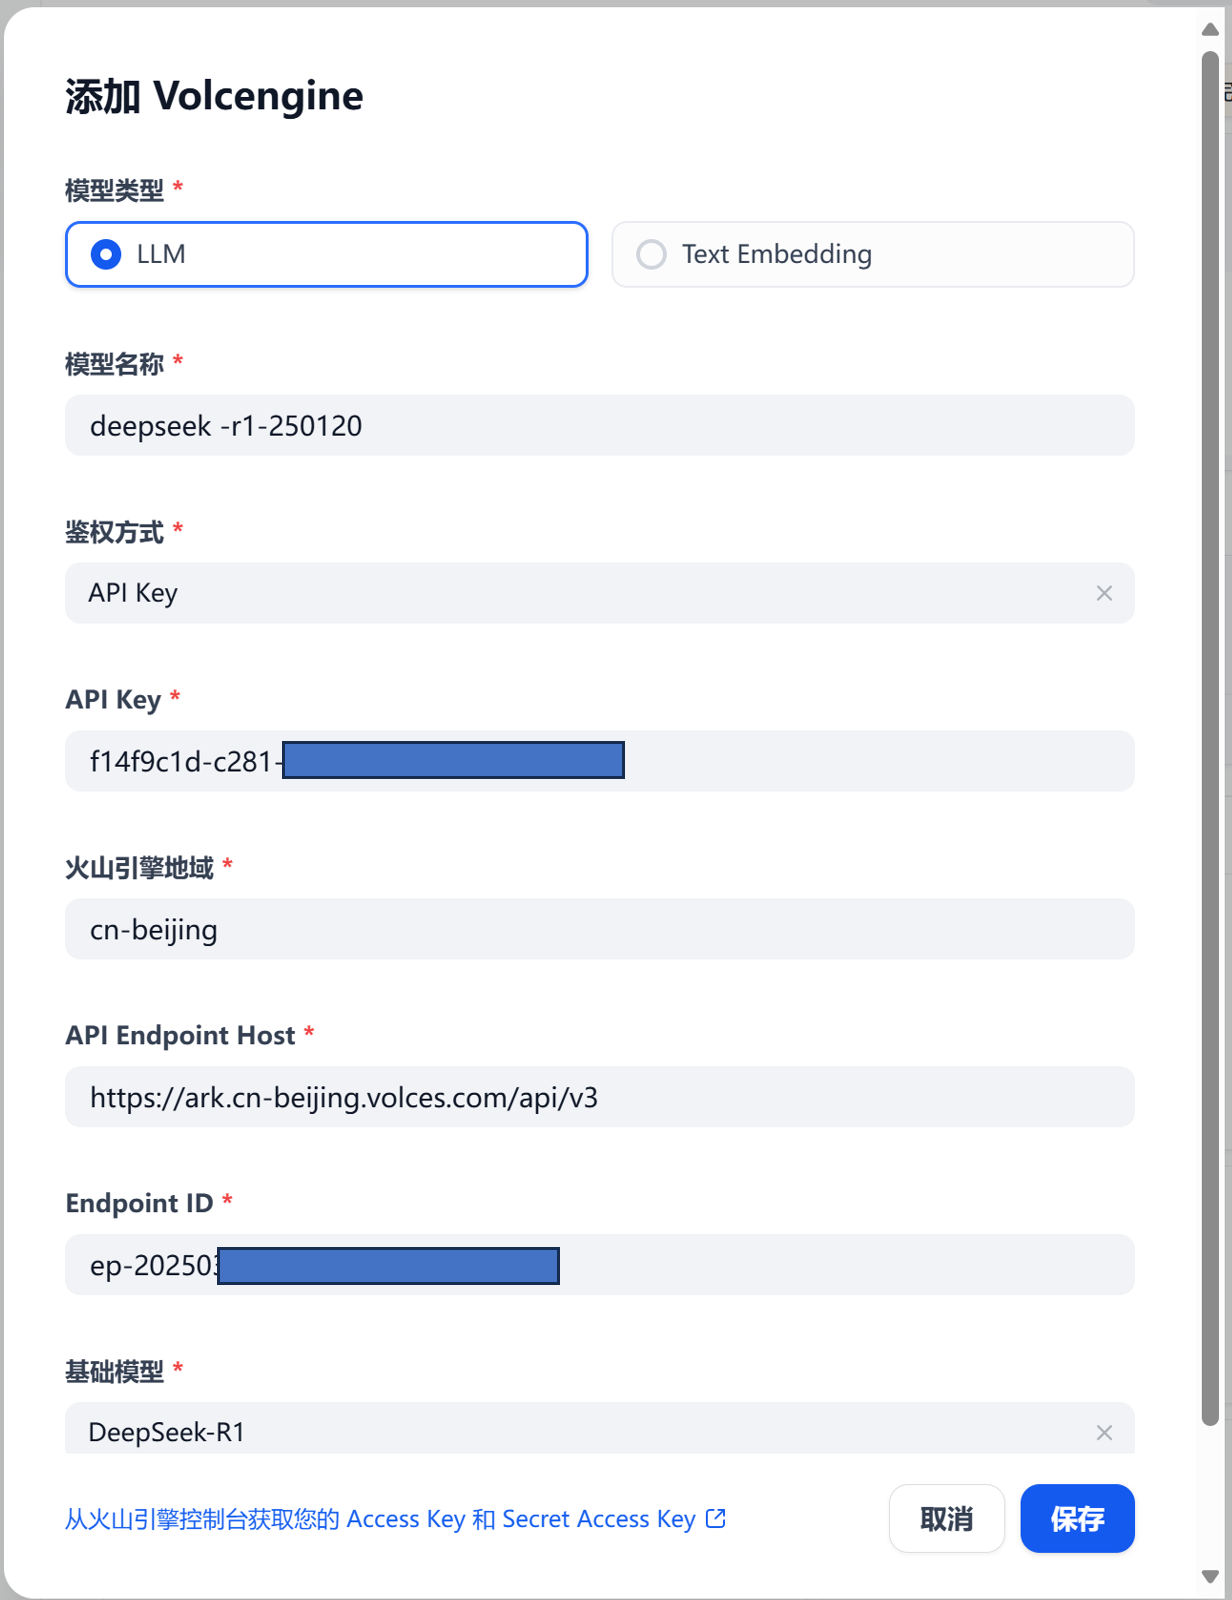 添加 Volcengine
模型类型 *
LLM
Text Embedding
模型名称 *
deepseek -r1-250120
鉴权方式 *
API Key
API Key *
f14f9c1d-c281-
火山引擎地域 *
cn-beijing
API Endpoint Host *
https://ark.cn-beijing.volces.com/api/v3
Endpoint ID *
ep-202503
基础模型 *
DeepSeek-R1
从火山引擎控制台获取您的 Access Key 和 Secret Access Key
取消
保存